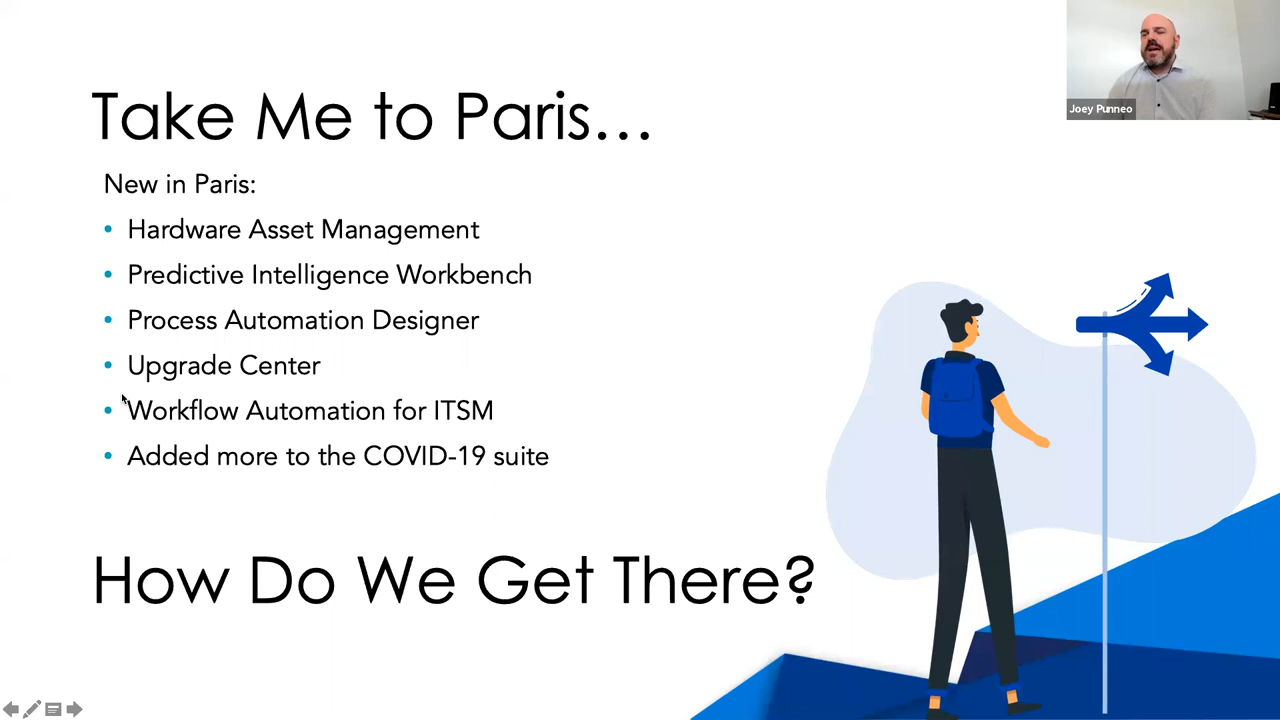 Take Me to Paris...
New in Paris:
• Hardware Asset Management
• Predictive Intelligence Workbench
• Process Automation Designer
• Upgrade Center
• Workflow Automation for ITSM
• Added more to the COVID-19 suite
How Do We Get There?
Joey Punneo